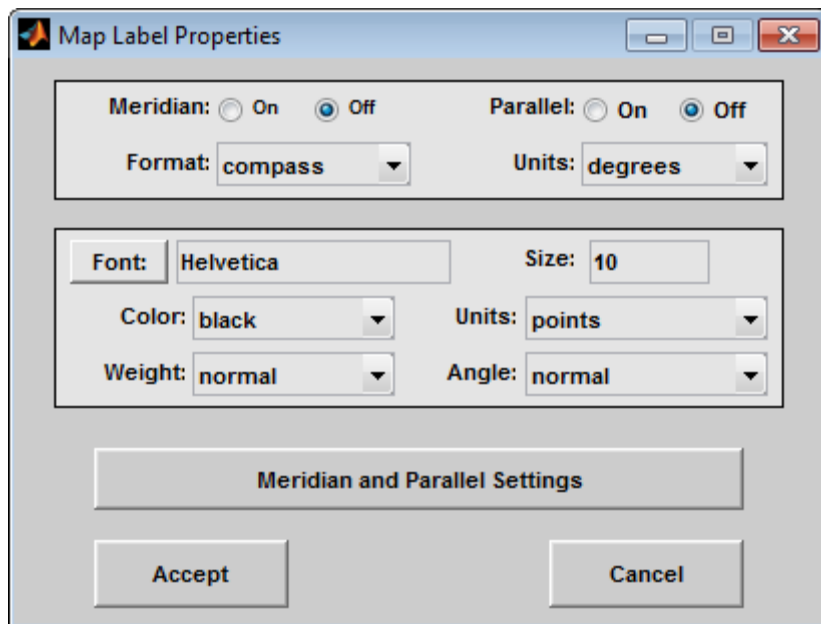 Map Label Properties
Meridian: On Off Parallel: On Off
Format: compass Units: degrees
Font: Helvetica Size: 10
Color: black Units: points
Weight: normal Angle: normal
Meridian and Parallel Settings
Accept Cancel